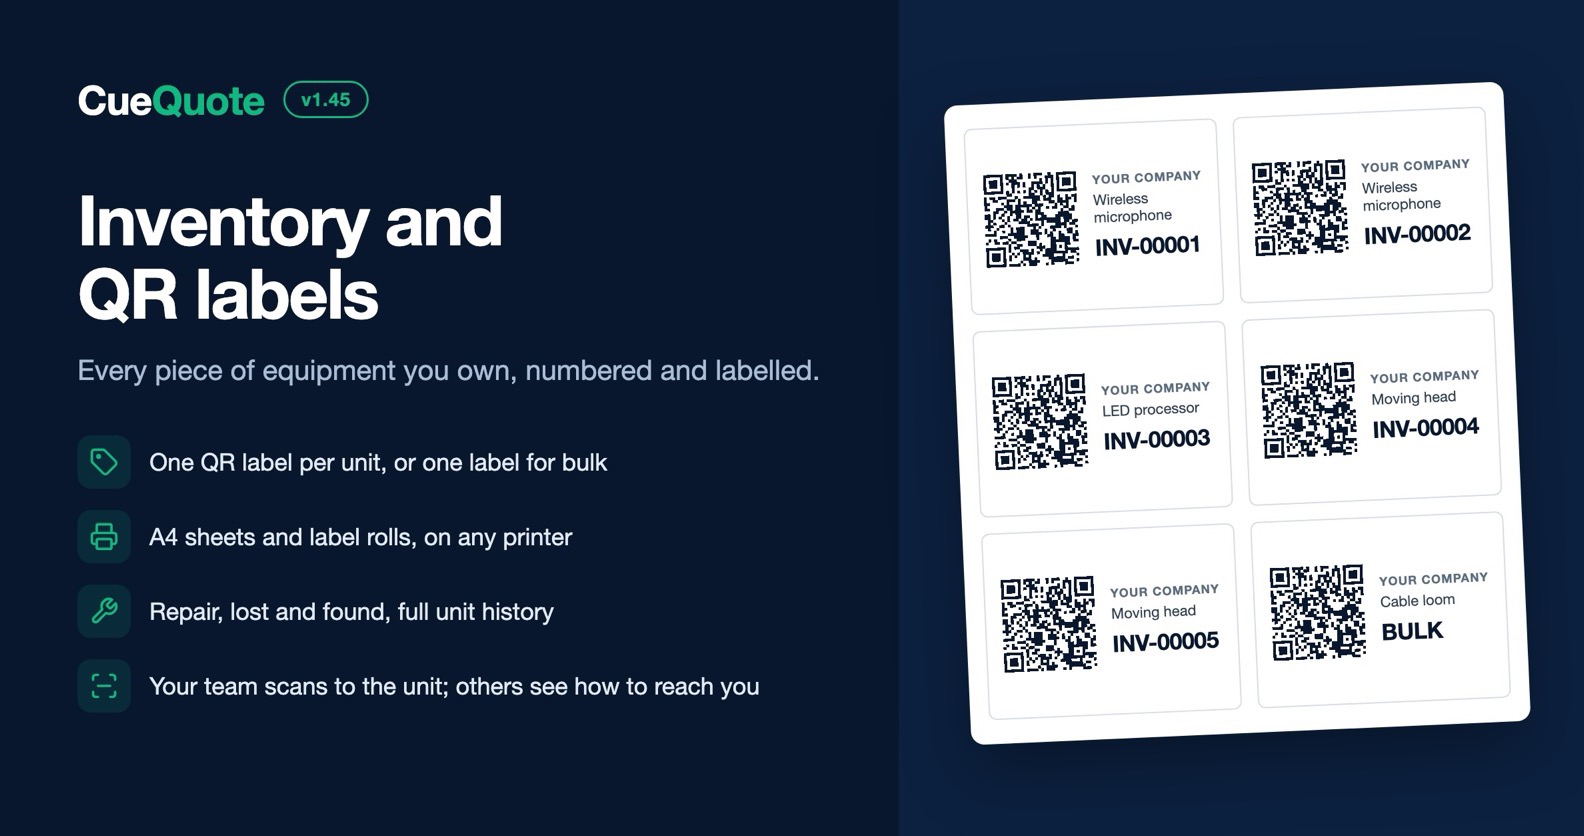 CueQuote v1.45
Inventory and
QR labels
Every piece of equipment you own, numbered and labelled.
One QR label per unit, or one label for bulk
A4 sheets and label rolls, on any printer
Repair, lost and found, full unit history
Your team scans to the unit; others see how to reach you
YOUR COMPANY
Wireless
microphone
INV-00001
YOUR COMPANY
Wireless
microphone
INV-00002
YOUR COMPANY
LED processor
INV-00003
YOUR COMPANY
Moving head
INV-00004
YOUR COMPANY
Moving head
INV-00005
YOUR COMPANY
Cable loom
BULK